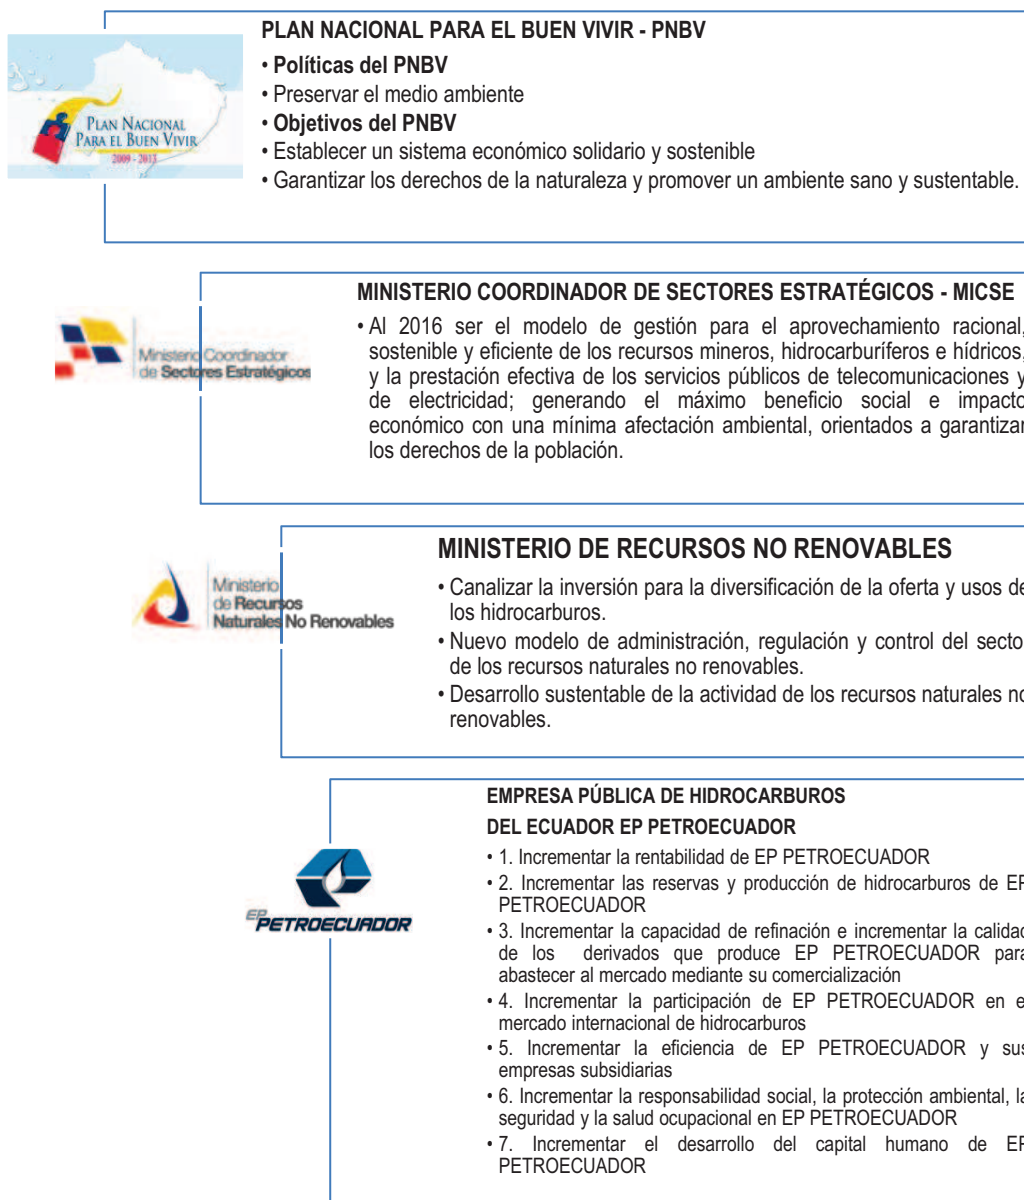 PLAN NACIONAL PARA EL BUEN VIVIR - PNBV
• Políticas del PNBV
• Preservar el medio ambiente
• Objetivos del PNBV
• Establecer un sistema económico solidario y sostenible
• Garantizar los derechos de la naturaleza y promover un ambiente sano y sustentable.
PLAN NACIONAL
PARA EL BUEN VIVIR
2009 - 2013
MINISTERIO COORDINADOR DE SECTORES ESTRATÉGICOS - MICSE
• Al 2016 ser el modelo de gestión para el aprovechamiento racional,
sostenible y eficiente de los recursos mineros, hidrocarburíferos e hídricos,
y la prestación efectiva de los servicios públicos de telecomunicaciones y
de electricidad; generando el máximo beneficio social e impacto
económico con una mínima afectación ambiental, orientados a garantizar
los derechos de la población.
Ministerio Coordinador
de Sectores Estratégicos
MINISTERIO DE RECURSOS NO RENOVABLES
• Canalizar la inversión para la diversificación de la oferta y usos de
los hidrocarburos.
• Nuevo modelo de administración, regulación y control del secto
de los recursos naturales no renovables.
• Desarrollo sustentable de la actividad de los recursos naturales no
renovables.
Ministerio
de Recursos
Naturales No Renovables
EMPRESA PÚBLICA DE HIDROCARBUROS
DEL ECUADOR EP PETROECUADOR
• 1. Incrementar la rentabilidad de EP PETROECUADOR
• 2. Incrementar las reservas y producción de hidrocarburos de EP
PETROECUADOR
• 3. Incrementar la capacidad de refinación e incrementar la calidad
de los derivados que produce EP PETROECUADOR para
abastecer al mercado mediante su comercialización
• 4. Incrementar la participación de EP PETROECUADOR en e
mercado internacional de hidrocarburos
• 5. Incrementar la eficiencia de EP PETROECUADOR y sus
empresas subsidiarias
• 6. Incrementar la responsabilidad social, la protección ambiental, la
seguridad y la salud ocupacional en EP PETROECUADOR
• 7. Incrementar el desarrollo del capital humano de EP
PETROECUADOR
EP
PETROECUADOR